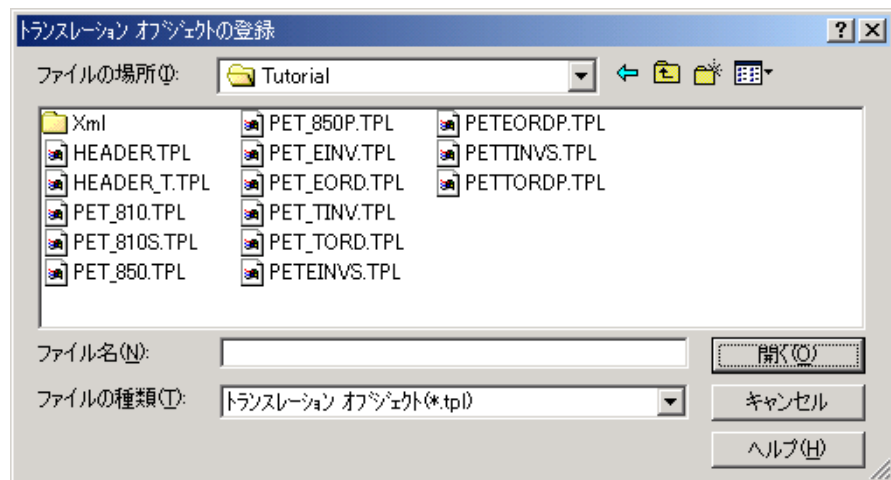 トランスレーション オブジェクトの登録
ファイルの場所(I):
Tutorial
Xml
HEADER.TPL
HEADER_T.TPL
PET_810.TPL
PET_810S.TPL
PET_850.TPL
PET_850P.TPL
PET_EINV.TPL
PET_EORD.TPL
PET_TINV.TPL
PET_TORD.TPL
PETEINVS.TPL
PETEORDP.TPL
PETTINVS.TPL
PETTORDP.TPL
ファイル名(N):
開く(O)
ファイルの種類(T):
トランスレーション オブジェクト(*.tpl)
キャンセル
ヘルプ(H)